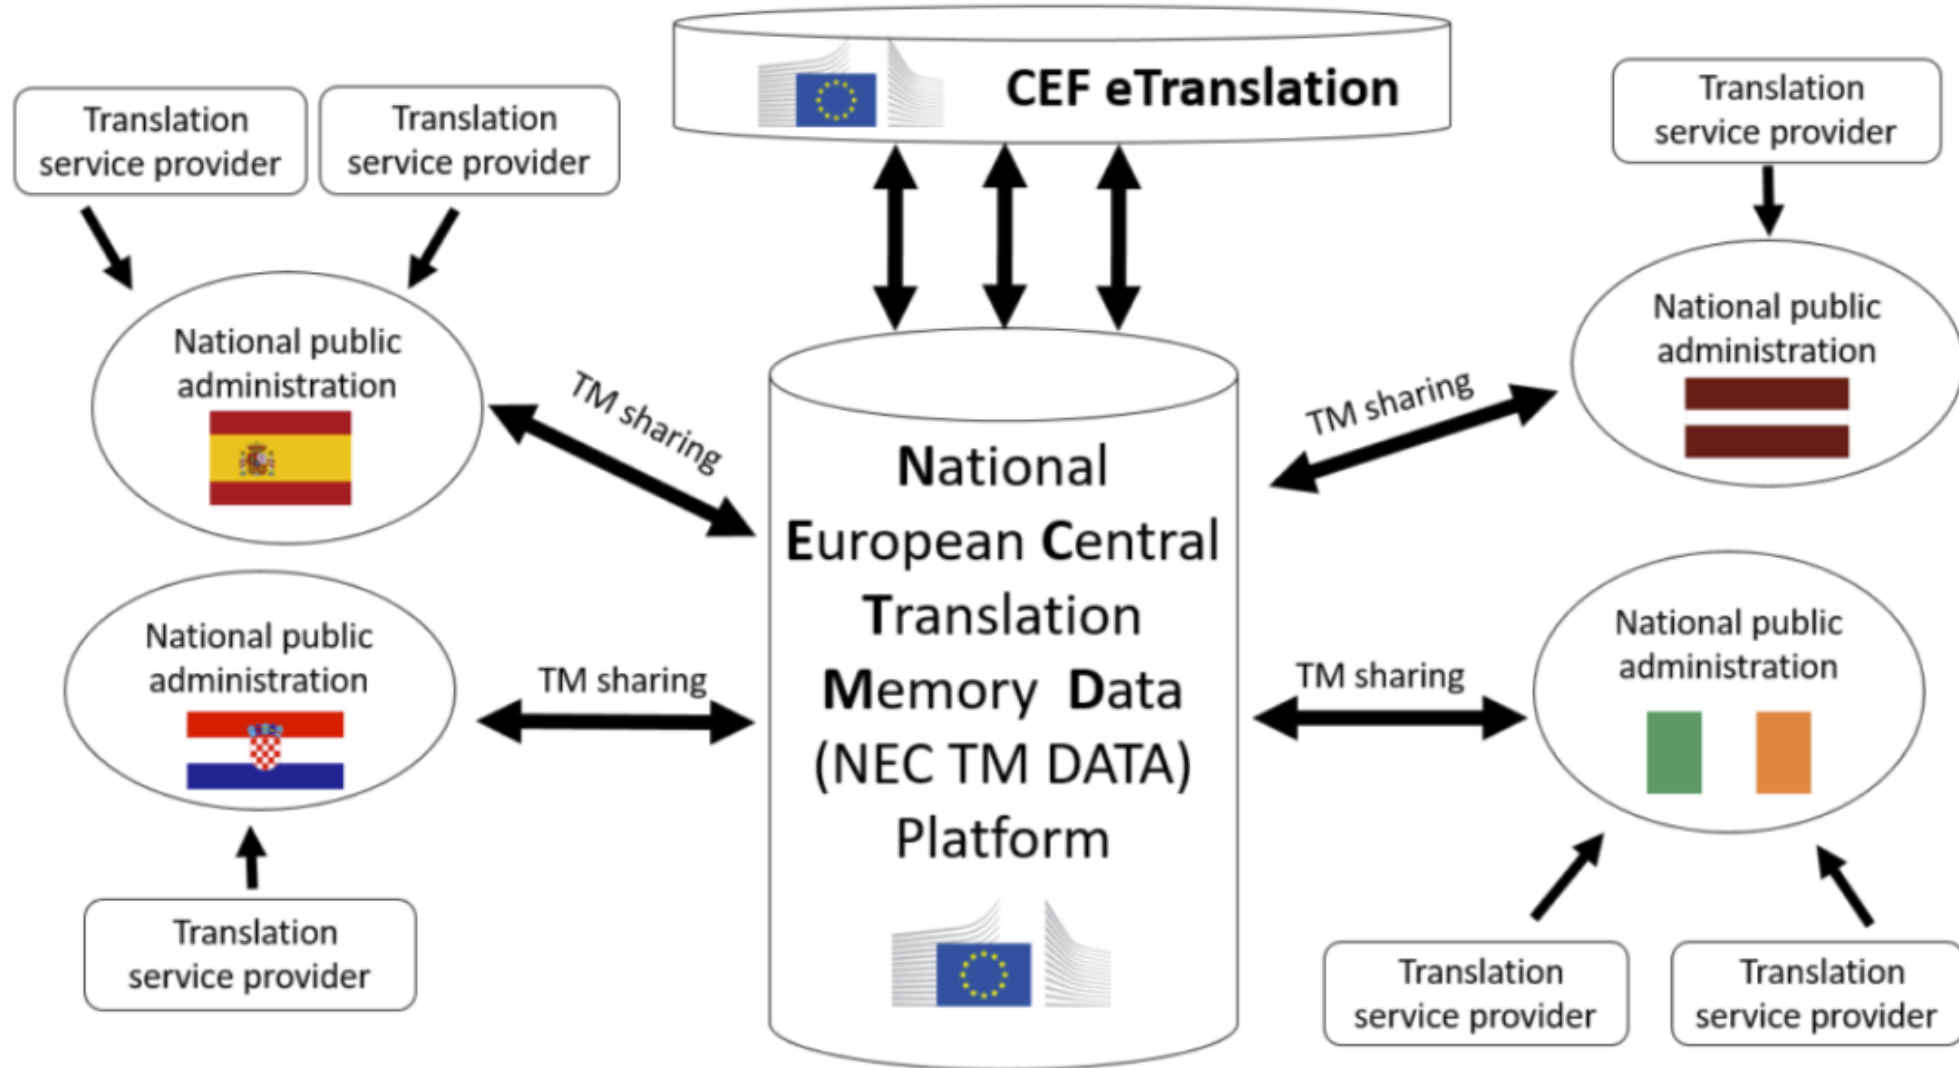 CEF eTranslation
Translation
service provider
Translation
service provider
Translation
service provider
National public
administration
National public
administration
TM sharing
TM sharing
National
European Central
Translation
Memory Data
(NEC TM DATA)
Platform
National public
administration
TM sharing
National public
administration
TM sharing
Translation
service provider
Translation
service provider
Translation
service provider